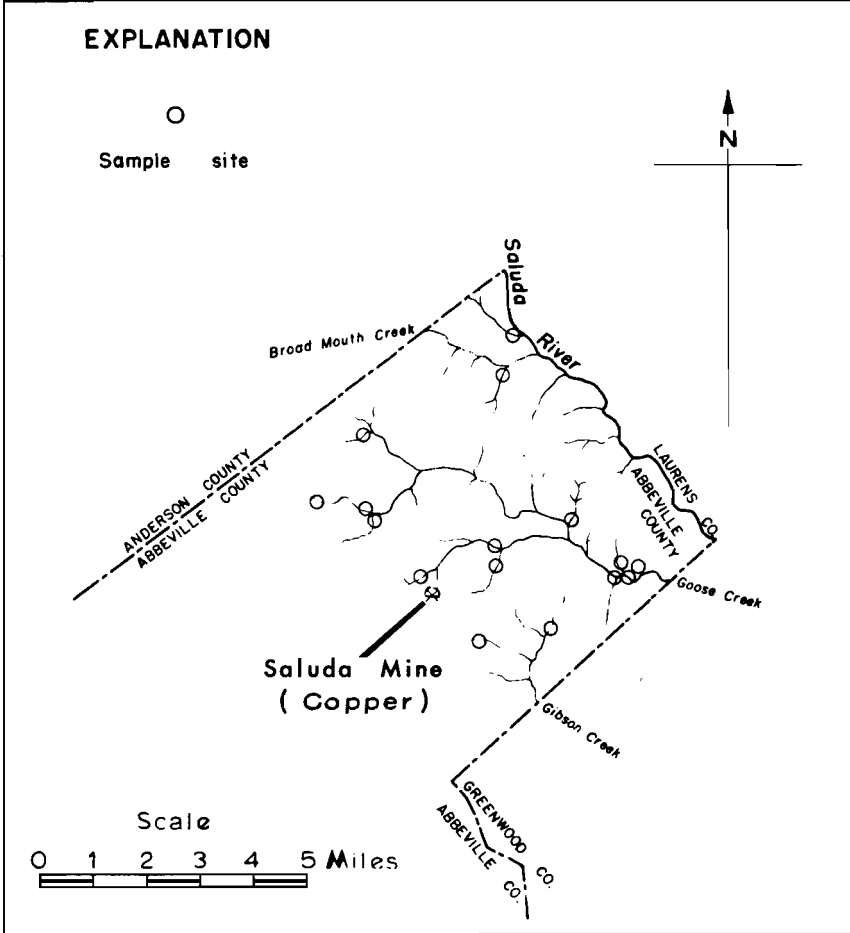 EXPLANATION
Sample site
N
Saluda
River
Broad Mouth Creek
ANDERSON COUNTY
ABBEVILLE COUNTY
LAURENS CO.
ABBEVILLE
COUNTY
Goose Creek
Saluda Mine
( Copper )
Gibson Creek
GREENWOOD CO.
ABBEVILLE CO.
Scale
0 1 2 3 4 5 Miles